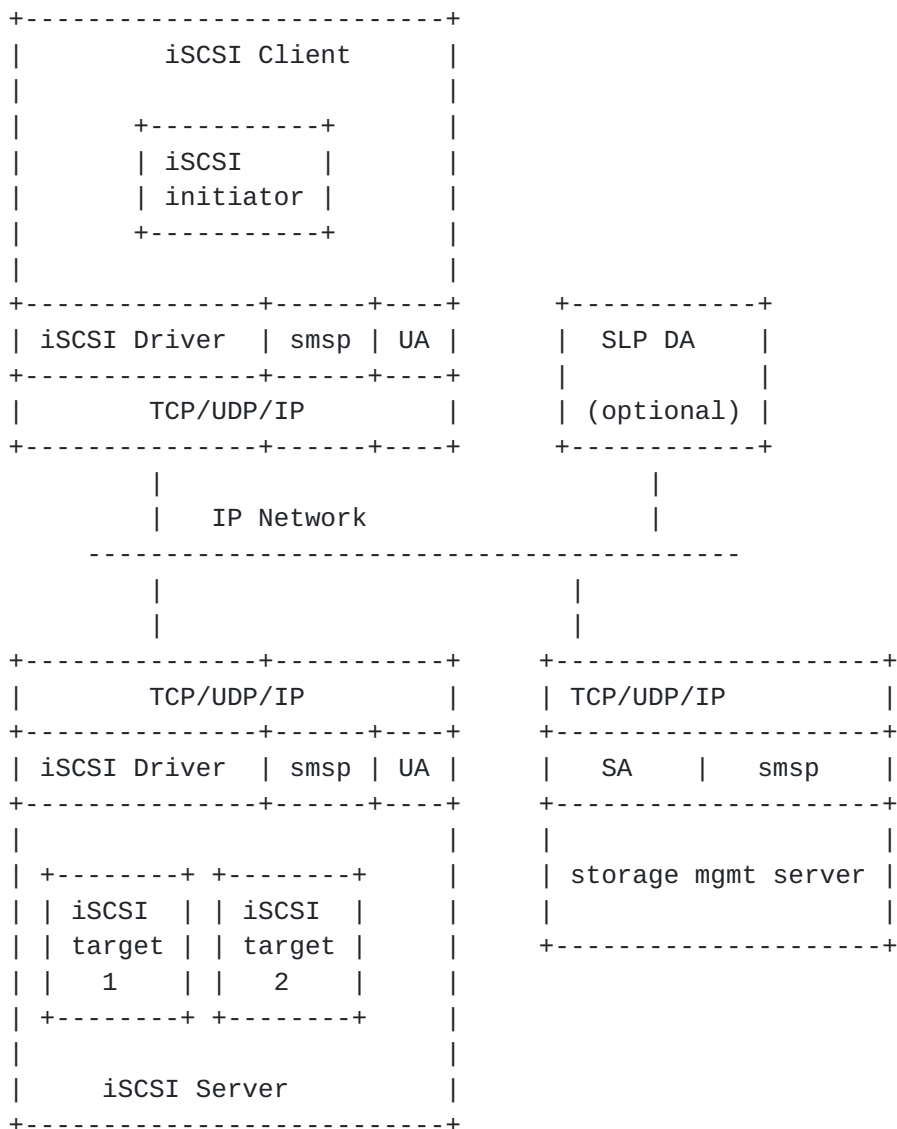 +---------------------------+
|         iSCSI Client      |
|                           |
|       +-----------+       |
|       | iSCSI     |       |
|       | initiator |       |
|       +-----------+       |
|                           |
+---------------+------+----+      +------------+
| iSCSI Driver  | smsp | UA |      |  SLP DA    |
+---------------+------+----+      |            |
|        TCP/UDP/IP         |      | (optional) |
+---------------+------+----+      +------------+
         |                               |
         |   IP Network                  |
     ------------------------------------------
         |                          |
         |                          |
+---------------+-----------+     +---------------------+
|        TCP/UDP/IP         |     | TCP/UDP/IP          |
+---------------+------+----+     +---------------------+
| iSCSI Driver  | smsp | UA |     |   SA    |   smsp    |
+---------------+------+----+     +---------------------+
|                           |     |                     |
| +--------+ +--------+     |     | storage mgmt server |
| | iSCSI  | | iSCSI  |     |     |                     |
| | target | | target |     |     +---------------------+
| |   1    | |   2    |     |
| +--------+ +--------+     |
|                           |
|     iSCSI Server          |
+---------------------------+